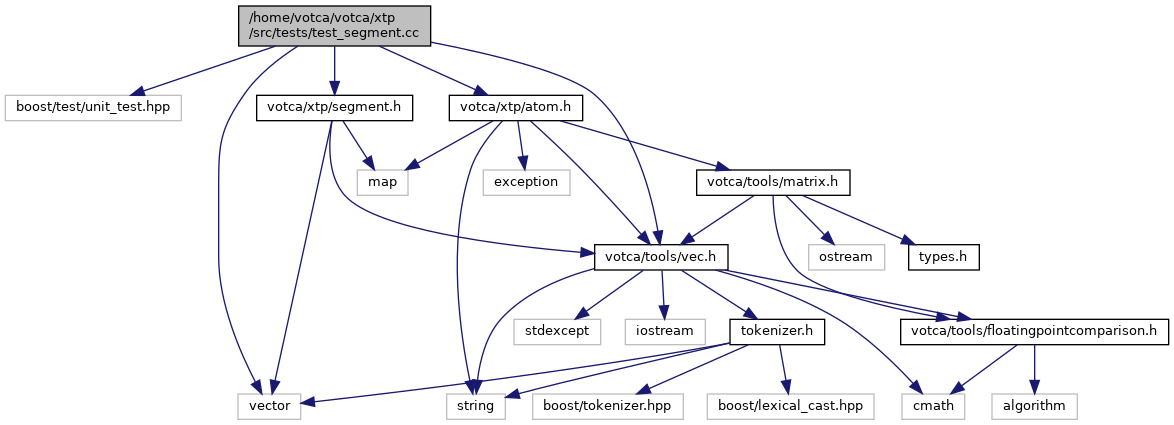 /home/votca/votca/xtp
/src/tests/test_segment.cc
boost/test/unit_test.hpp
votca/xtp/segment.h
votca/xtp/atom.h
map
exception
votca/tools/matrix.h
votca/tools/vec.h
ostream
types.h
stdexcept
iostream
tokenizer.h
votca/tools/floatingpointcomparison.h
vector
string
boost/tokenizer.hpp
boost/lexical_cast.hpp
cmath
algorithm